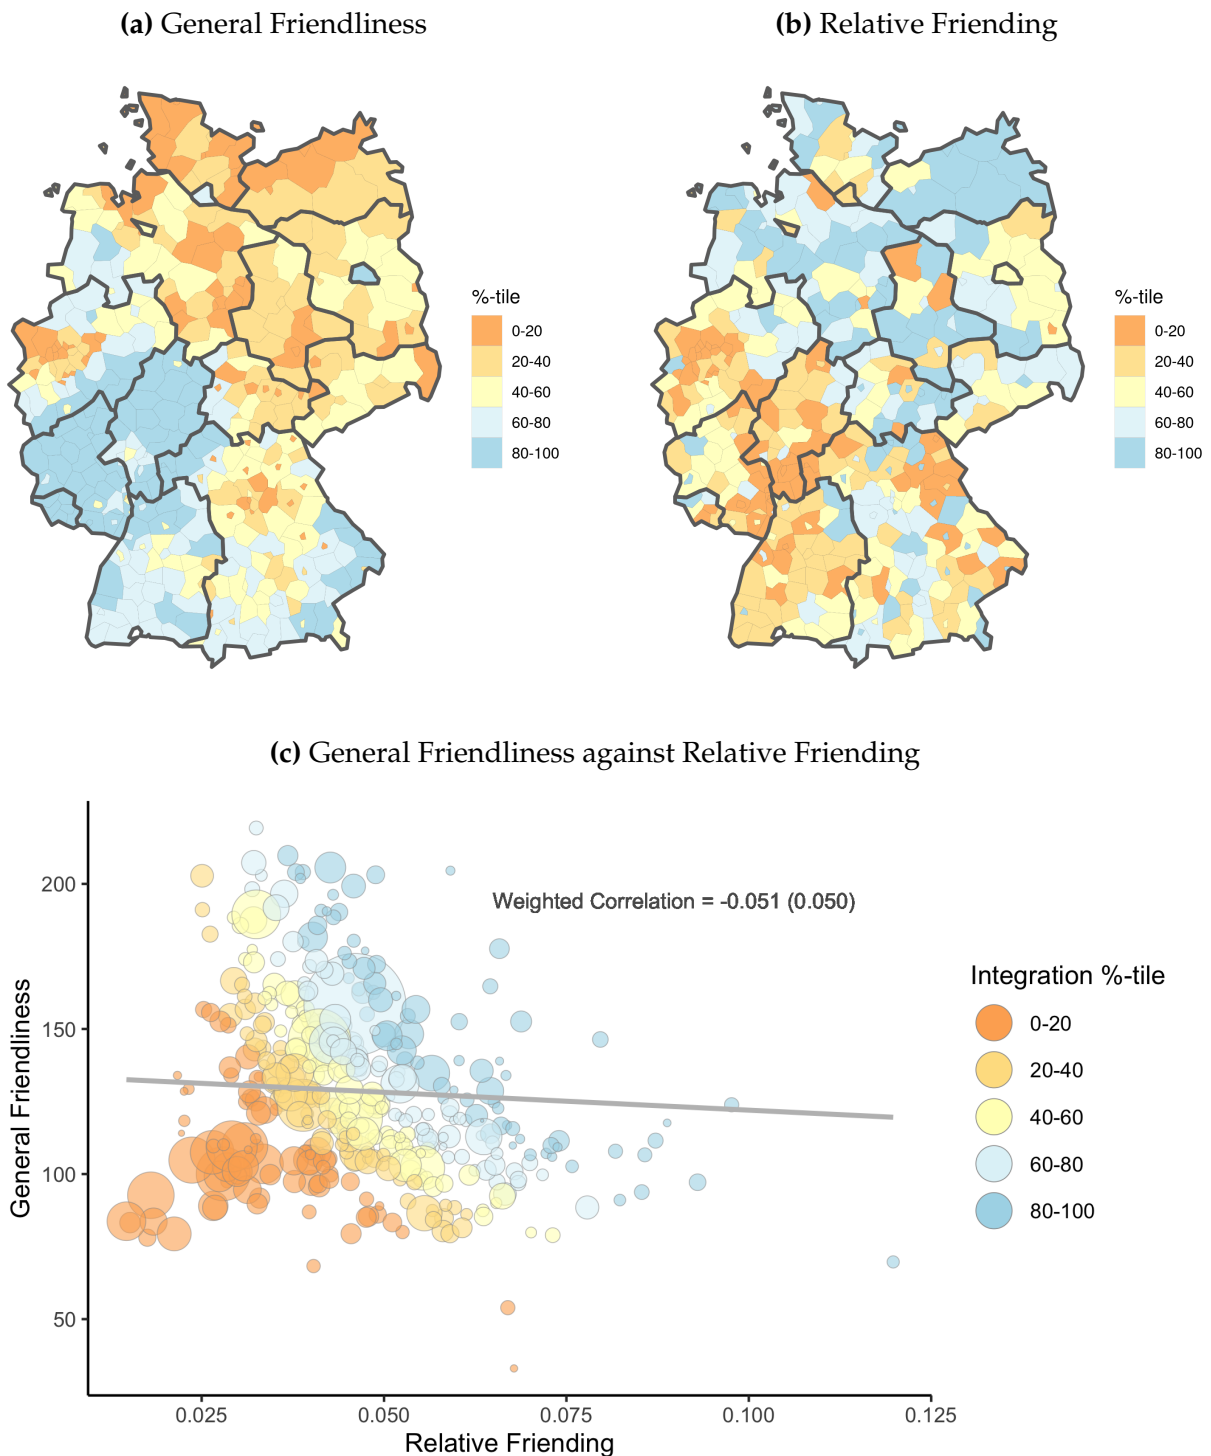 (a) General Friendliness
(b) Relative Friending
%-tile
0-20
20-40
40-60
60-80
80-100
%-tile
0-20
20-40
40-60
60-80
80-100
(c) General Friendliness against Relative Friending
General Friendliness
200
150
100
50
Weighted Correlation = -0.051 (0.050)
Integration %-tile
0-20
20-40
40-60
60-80
80-100
0.025
0.050
0.075
0.100
0.125
Relative Friending